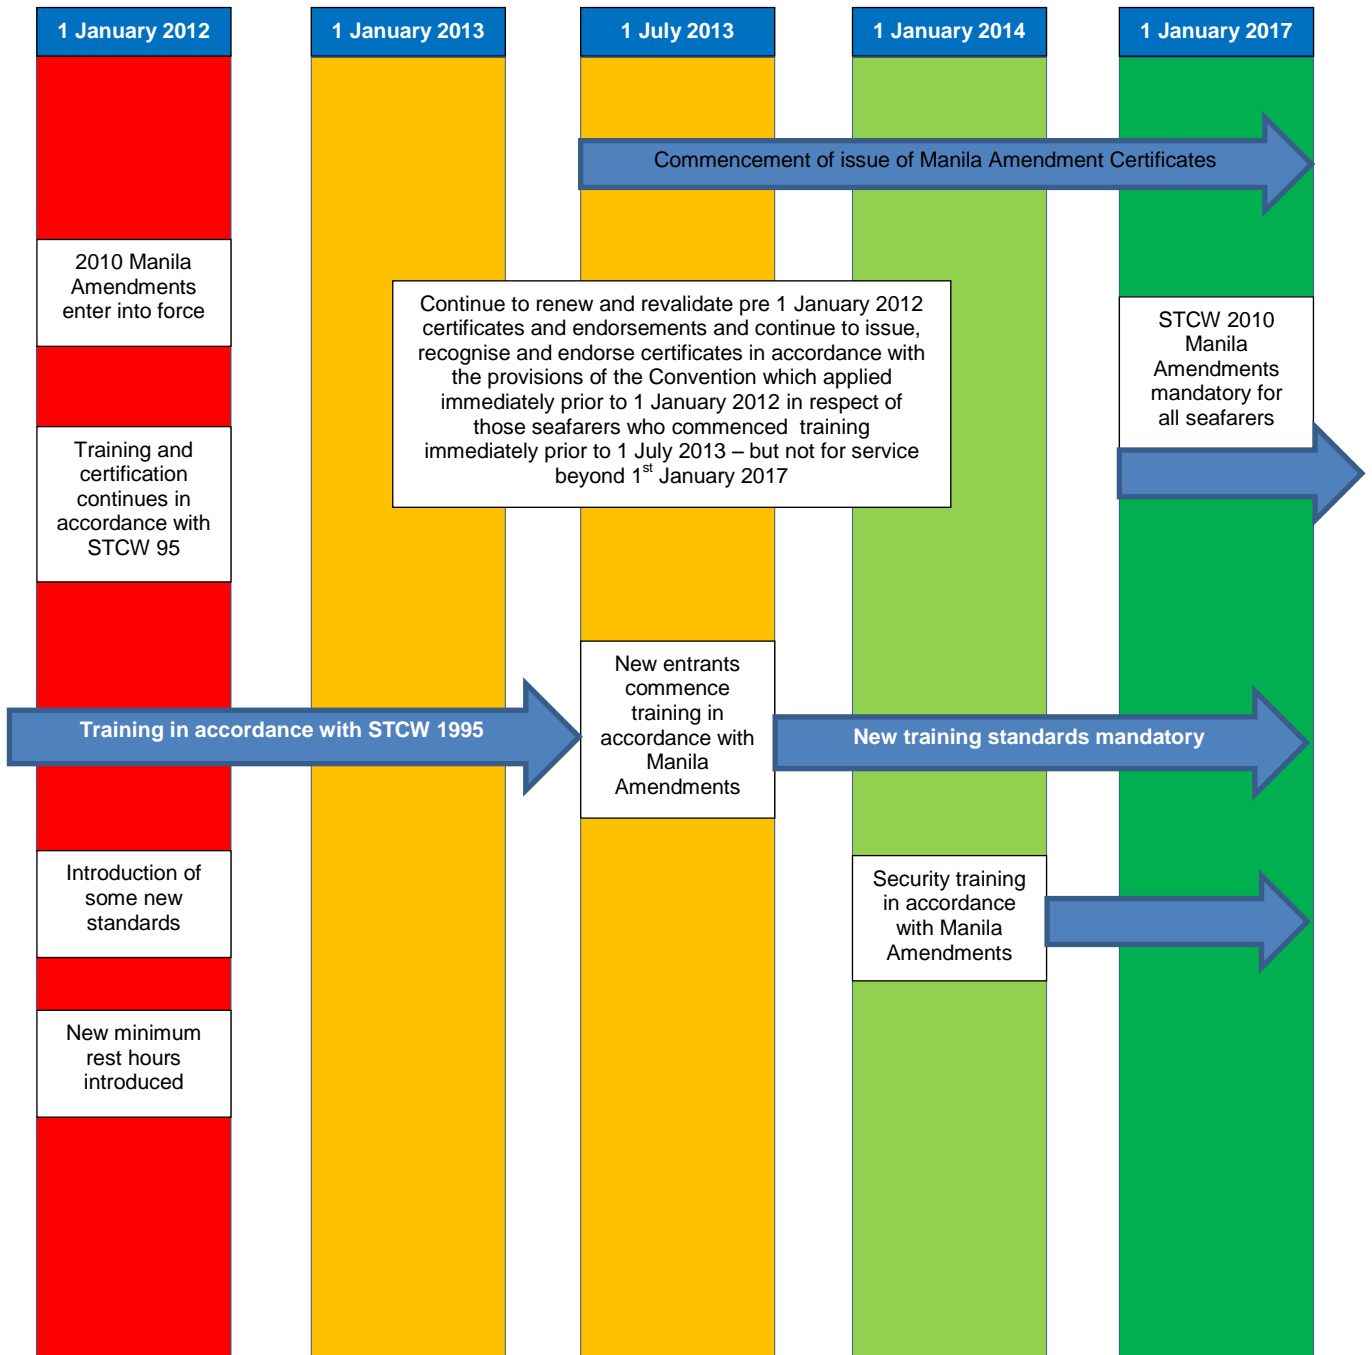 1 January 2012
1 January 2013
1 July 2013
1 January 2014
1 January 2017
Commencement of issue of Manila Amendment Certificates
2010 Manila
Amendments
enter into force
Continue to renew and revalidate pre 1 January 2012
certificates and endorsements and continue to issue,
recognise and endorse certificates in accordance with
the provisions of the Convention which applied
immediately prior to 1 January 2012 in respect of
those seafarers who commenced training
immediately prior to 1 July 2013 – but not for service
beyond 1st January 2017
STCW 2010
Manila
Amendments
mandatory for
all seafarers
Training and
certification
continues in
accordance with
STCW 95
New entrants
commence
training in
accordance with
Manila
Amendments
Training in accordance with STCW 1995
New training standards mandatory
Introduction of
some new
standards
Security training
in accordance
with Manila
Amendments
New minimum
rest hours
introduced